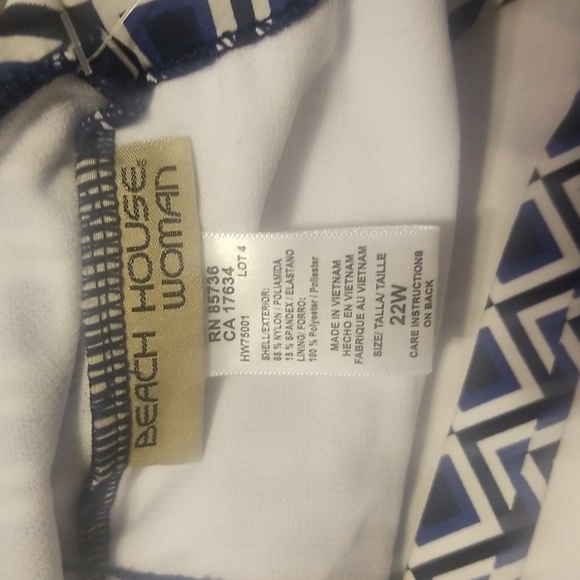 BEACH HOUSE®
WOMAN
RN 85736
CA 17634
HW75001 LOT 4
SHELL/EXTERIOR:
85 % NYLON / POLIAMIDA
15 % SPANDEX / ELASTANO
LINING/ FORRO:
100 % Polyester / Poliester
MADE IN VIETNAM
HECHO EN VIETNAM
FABRIQUE AU VIETNAM
SIZE/ TALLA/ TAILLE
22W
CARE INSTRUCTIONS
ON BACK